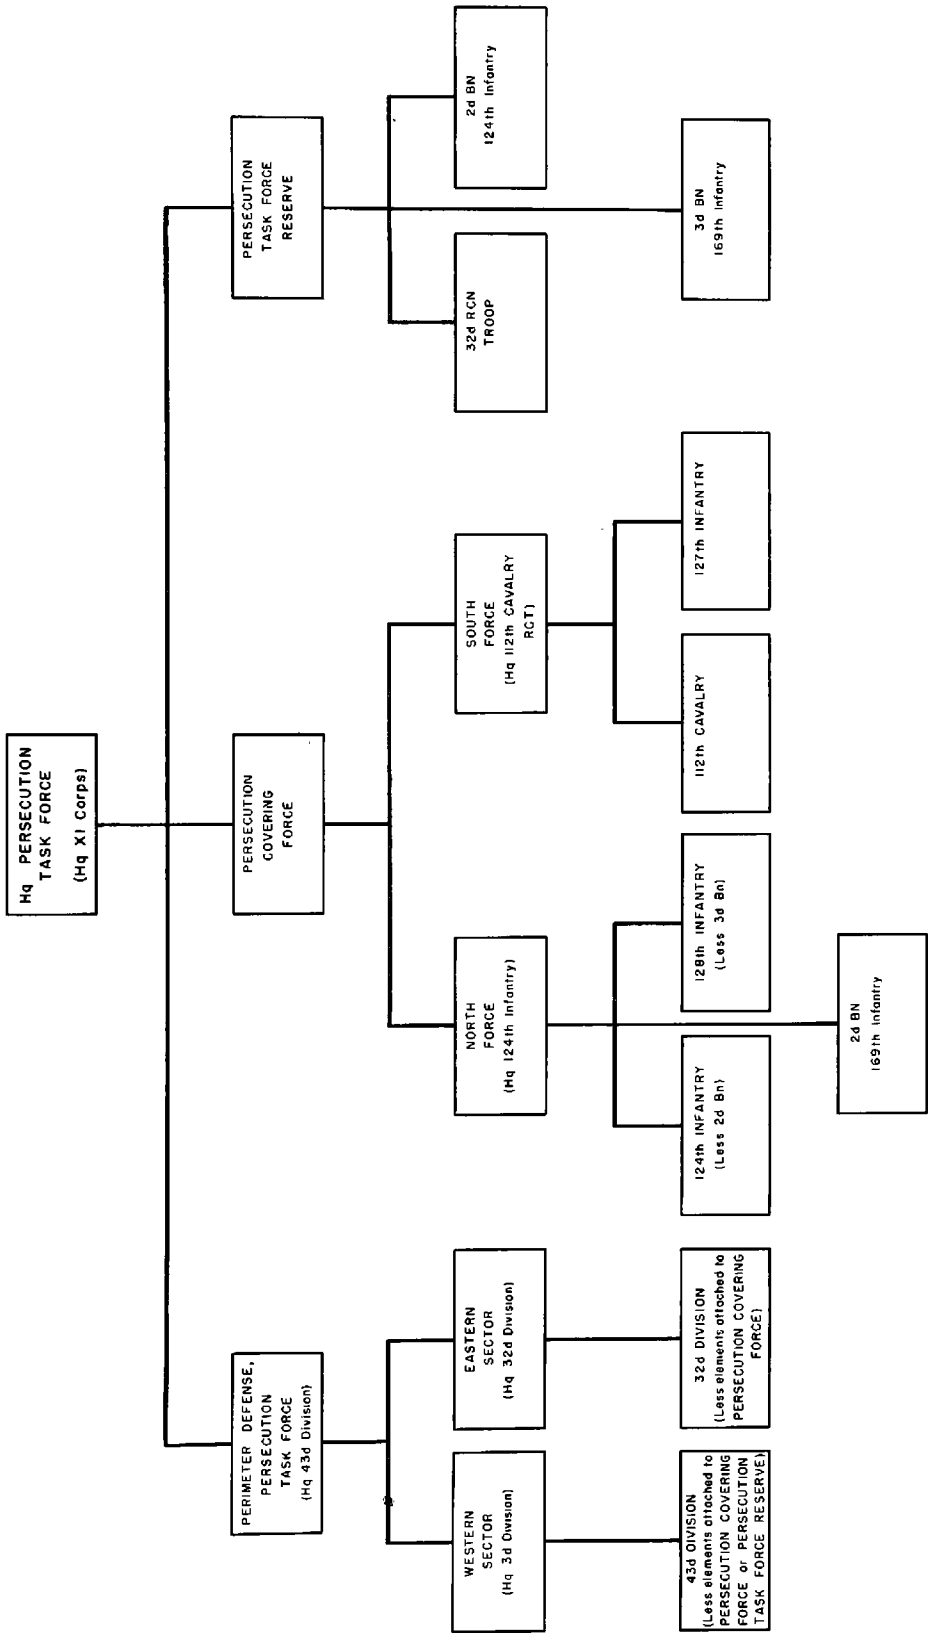 Hq PERSECUTION
TASK FORCE
(Hq XI Corps)
PERIMETER DEFENSE,
PERSECUTION
TASK FORCE
(Hq 43d Division)
PERSECUTION
COVERING
FORCE
PERSECUTION
TASK FORCE
RESERVE
WESTERN
SECTOR
(Hq 3d Division)
EASTERN
SECTOR
(Hq 32d Division)
NORTH
FORCE
(Hq 124th Infantry)
SOUTH
FORCE
(Hq 112th CAVALRY
RCT)
32d RCN
TROOP
2d BN
124th Infantry
43d DIVISION
(Less elements attached to
PERSECUTION COVERING
FORCE or PERSECUTION
TASK FORCE RESERVE)
32d DIVISION
(Less elements attached to
PERSECUTION COVERING
FORCE)
124th INFANTRY
(Less 2d Bn)
128th INFANTRY
(Less 3d Bn)
112th CAVALRY
127th INFANTRY
3d BN
169th Infantry
2d BN
169th Infantry